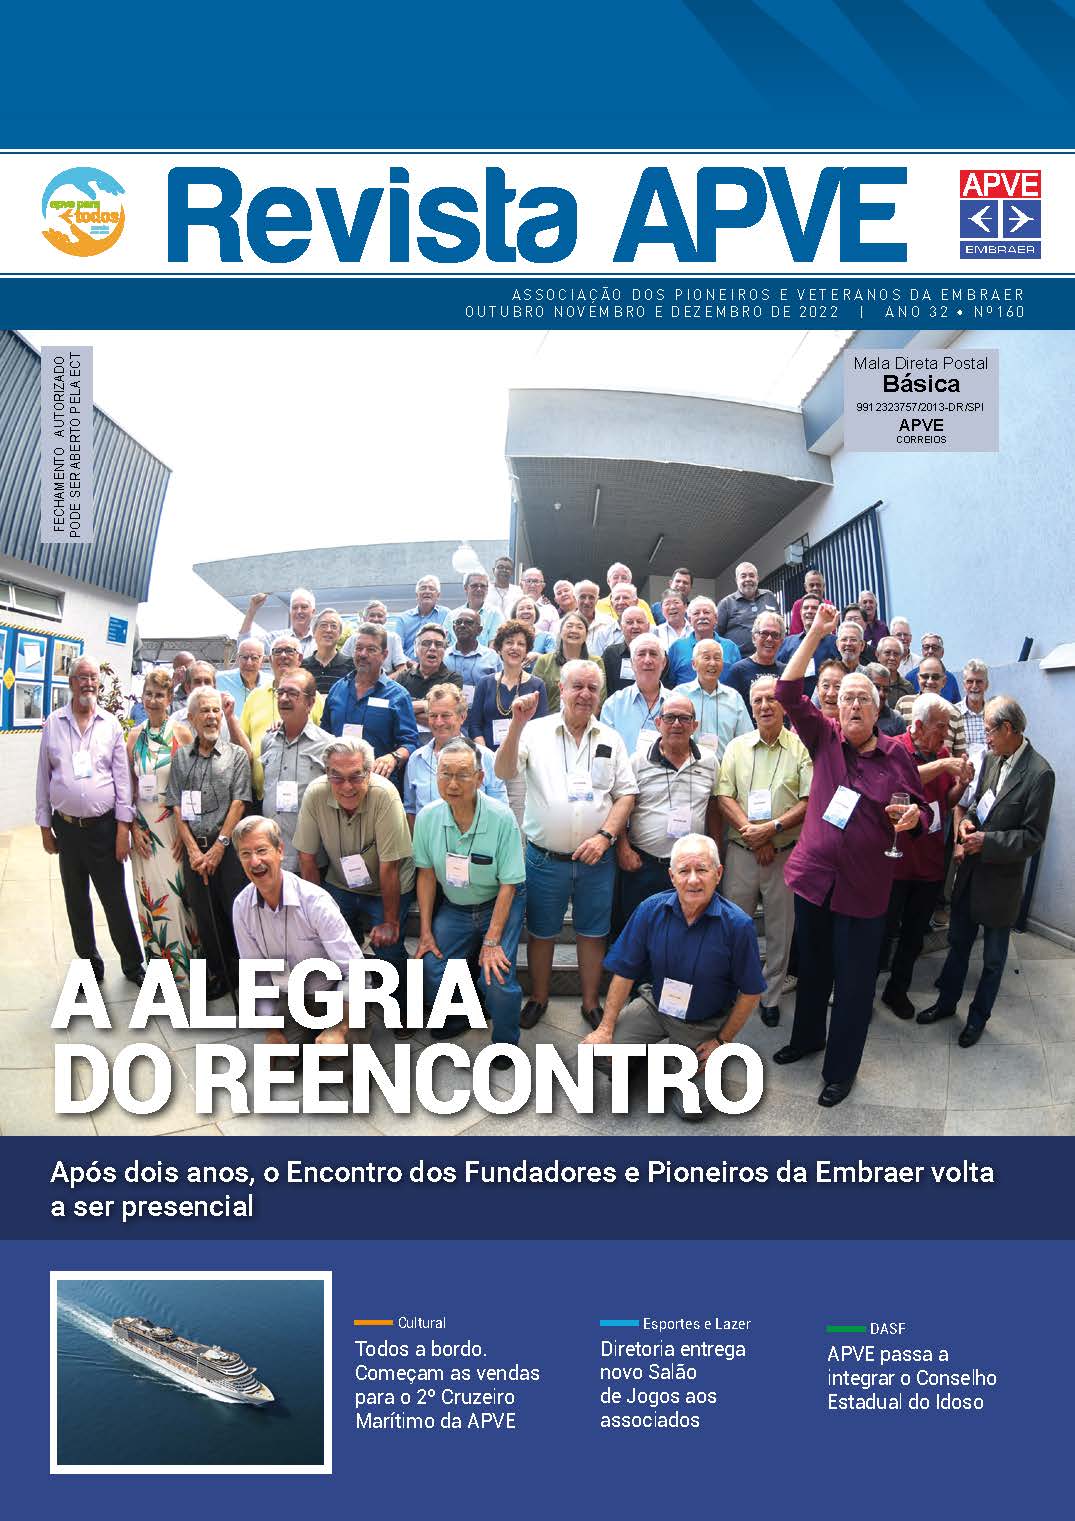 apve para
todos
Revista APVE
APVE
EMBRAER
ASSOCIAÇÃO DOS PIONEIROS E VETERANOS DA EMBRAER
OUTUBRO NOVEMBRO E DEZEMBRO DE 2022 | ANO 32 • Nº160
FECHAMENTO AUTORIZADO
PODE SER ABERTO PELA ECT
Mala Direta Postal
Básica
9912323757/2013-DR/SPI
APVE
CORREIOS
A ALEGRIA
DO REENCONTRO
Após dois anos, o Encontro dos Fundadores e Pioneiros da Embraer volta
a ser presencial
Cultural
Todos a bordo.
Começam as vendas
para o 2º Cruzeiro
Marítimo da APVE
Esportes e Lazer
Diretoria entrega
novo Salão
de Jogos aos
associados
DASF
APVE passa a
integrar o Conselho
Estadual do Idoso